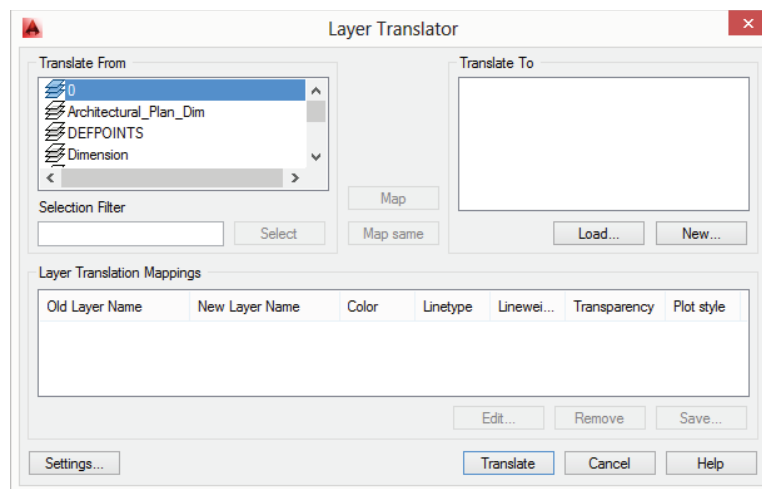 Layer Translator
Translate From
0
Architectural_Plan_Dim
DEFPOINTS
Dimension
Selection Filter
Select
Map
Map same
Translate To
Load...
New...
Layer Translation Mappings
Old Layer Name New Layer Name Color Linetype Linewei... Transparency Plot style
Edit... Remove Save...
Settings... Translate Cancel Help